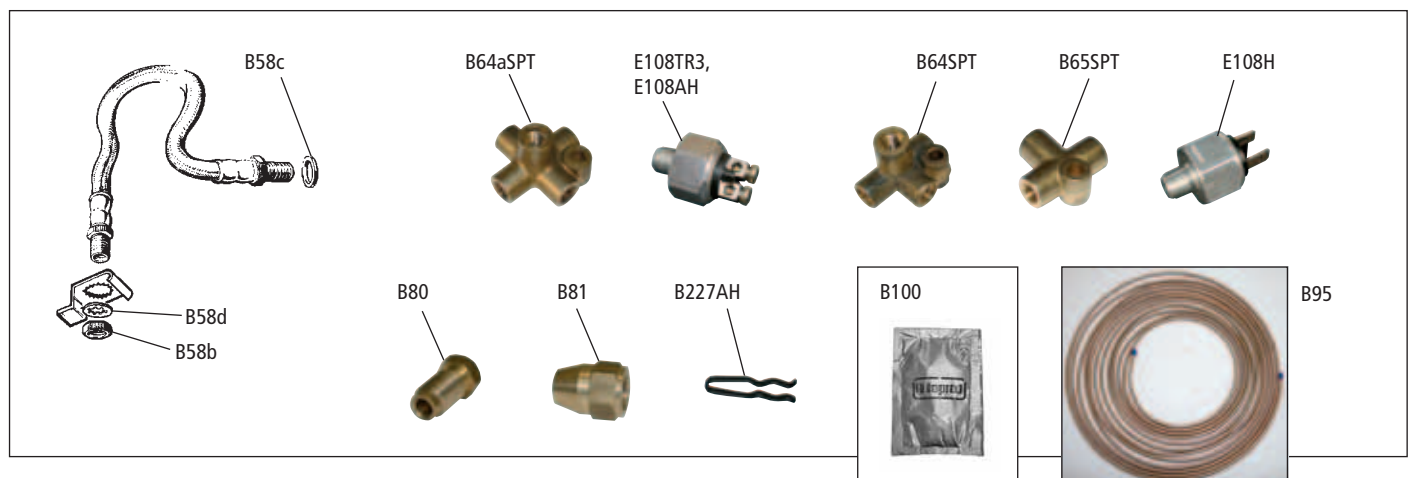 B58c
B64aSPT
E108TR3,
E108AH
B64SPT
B65SPT
E108H
B58d
B58b
B80
B81
B227AH
B100
B95